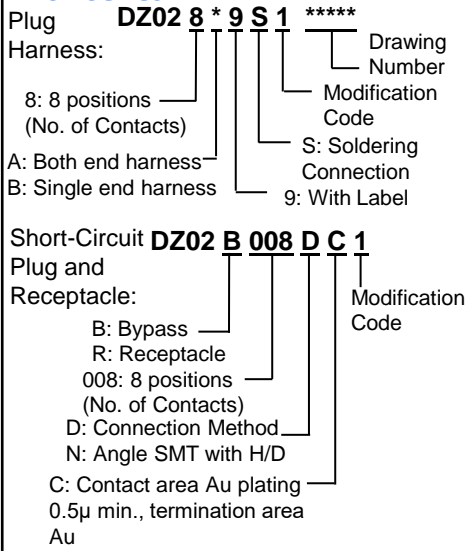 Plug DZ02 8 * 9 S 1 *****
Harness:
Drawing
Number
8: 8 positions
(No. of Contacts)
Modification
Code
A: Both end harness
B: Single end harness
S: Soldering
Connection
9: With Label
Short-Circuit DZ02 B 008 D C 1
Plug and
Receptacle:
Modification
Code
B: Bypass
R: Receptacle
008: 8 positions
(No. of Contacts)
D: Connection Method
N: Angle SMT with H/D
C: Contact area Au plating
0.5µ min., termination area
Au